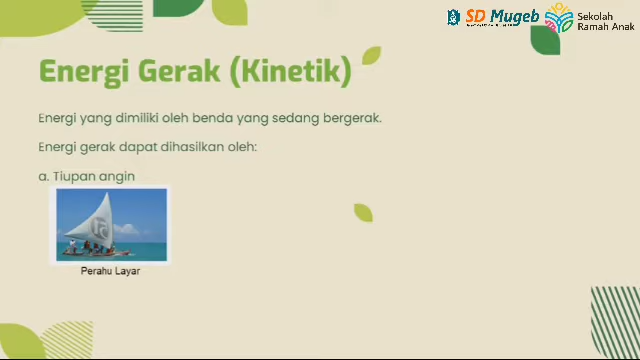 SD Mugeb
Sekolah
Ramah Anak
Energi Gerak (Kinetik)
Energi yang dimiliki oleh benda yang sedang bergerak.
Energi gerak dapat dihasilkan oleh:
a. Tiupan angin
Perahu Layar